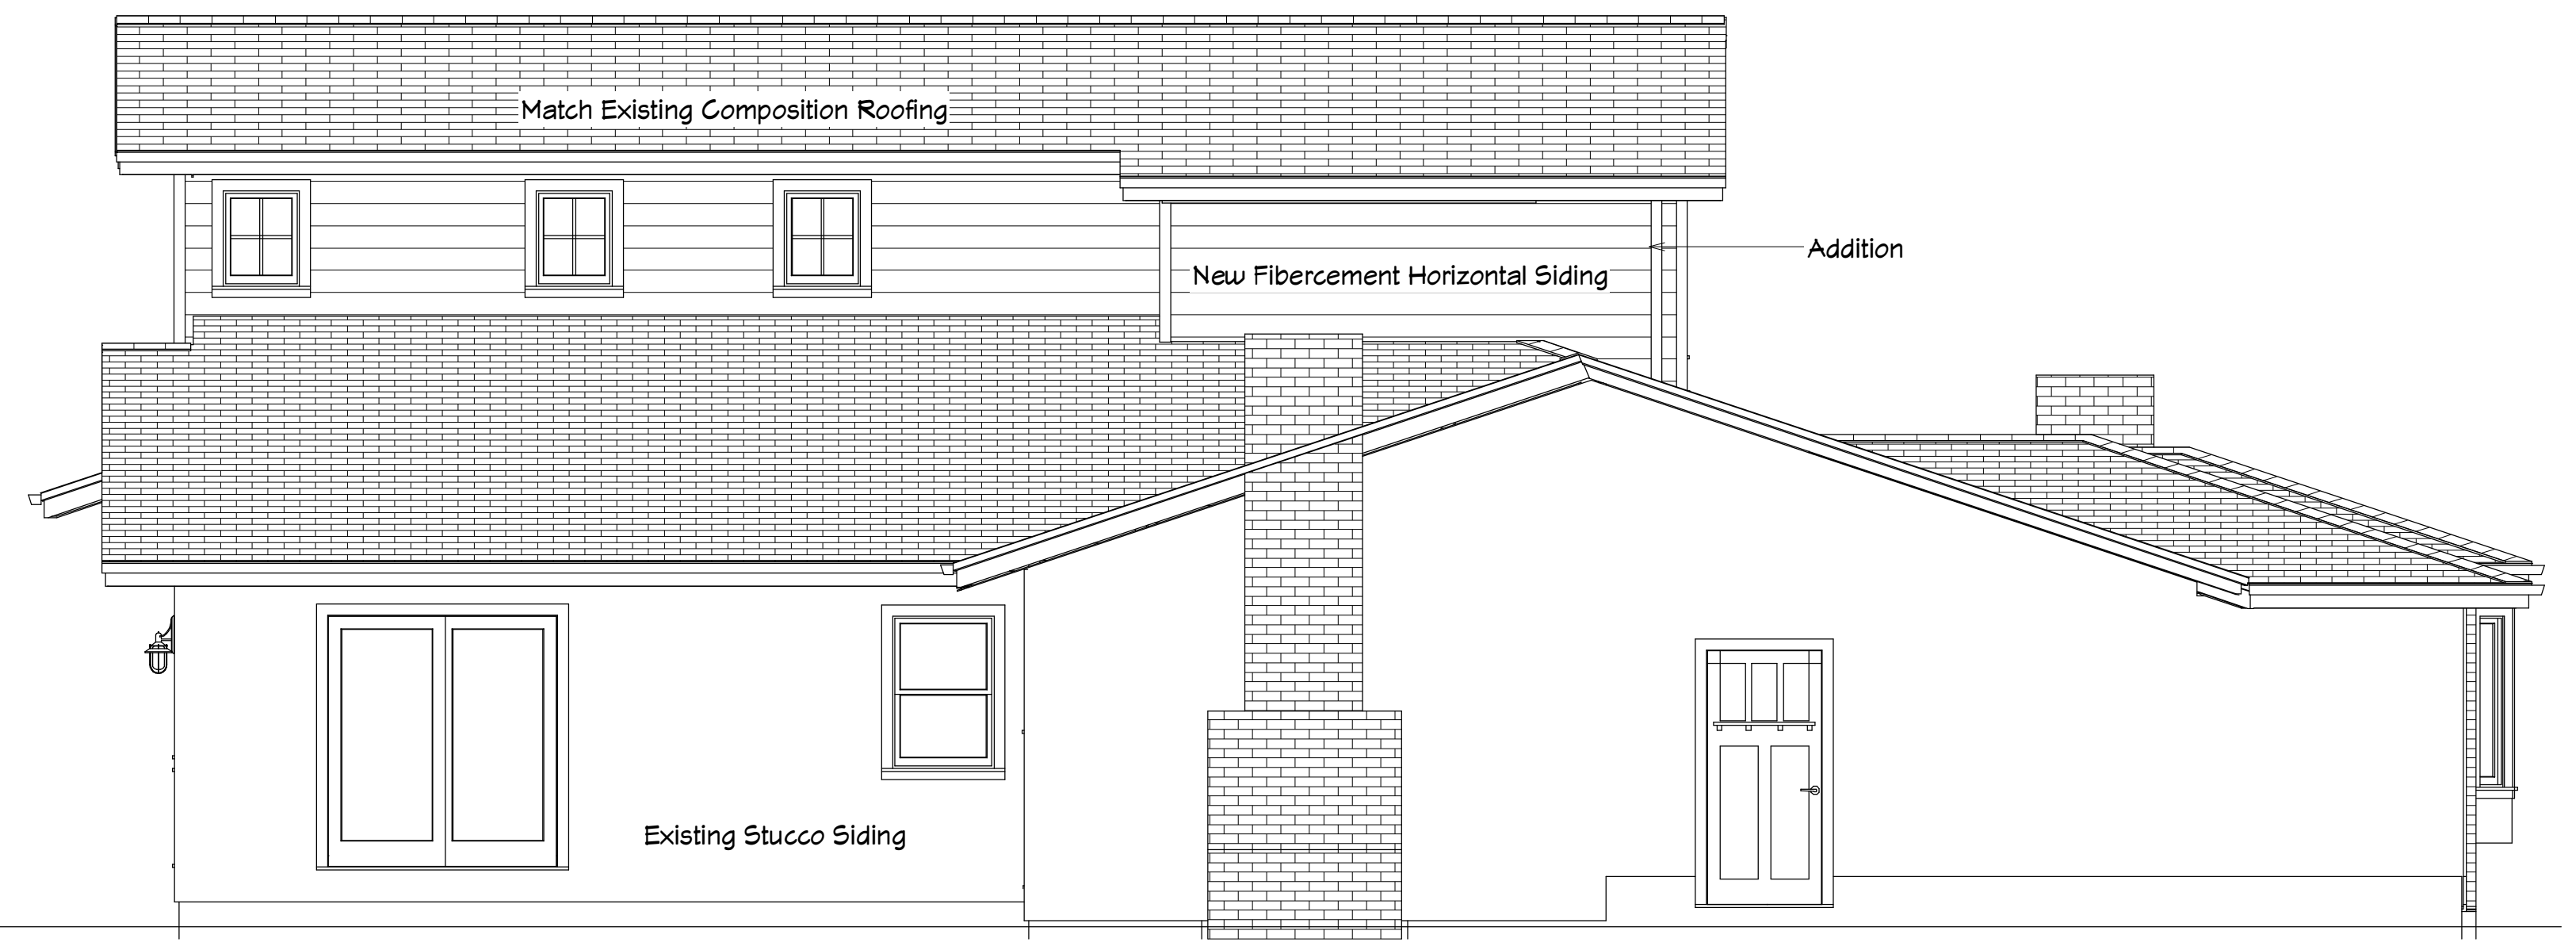 Match Existing Composition Roofing
Addition
New Fibercement Horizontal Siding
Existing Stucco Siding